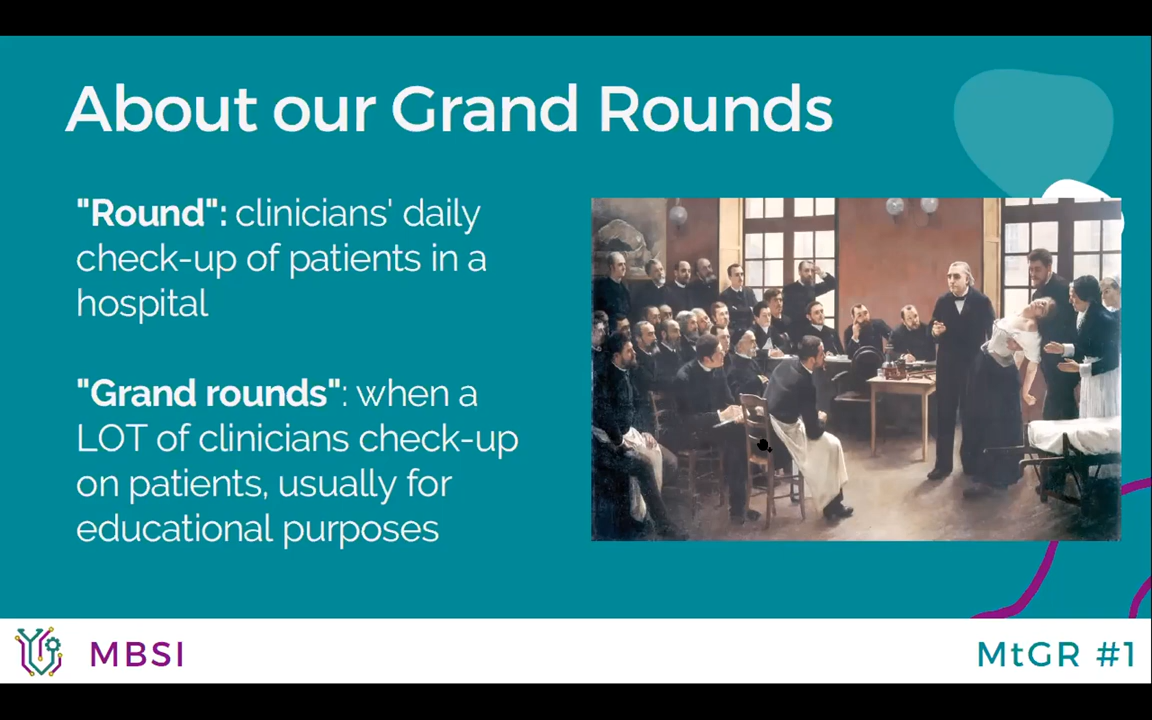 About our Grand Rounds
"Round": clinicians' daily
check-up of patients in a
hospital
"Grand rounds": when a
LOT of clinicians check-up
on patients, usually for
educational purposes
MBSI
MtGR #1